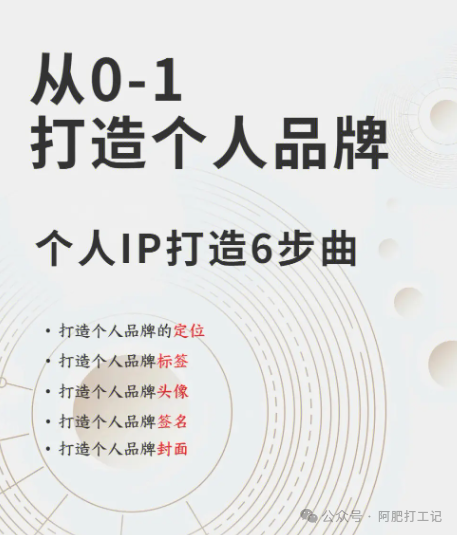 从0-1
打造个人品牌
个人IP打造6步曲
• 打造个人品牌的定位
• 打造个人品牌标签
• 打造个人品牌头像
• 打造个人品牌签名
• 打造个人品牌封面
公众号 · 阿肥打工记